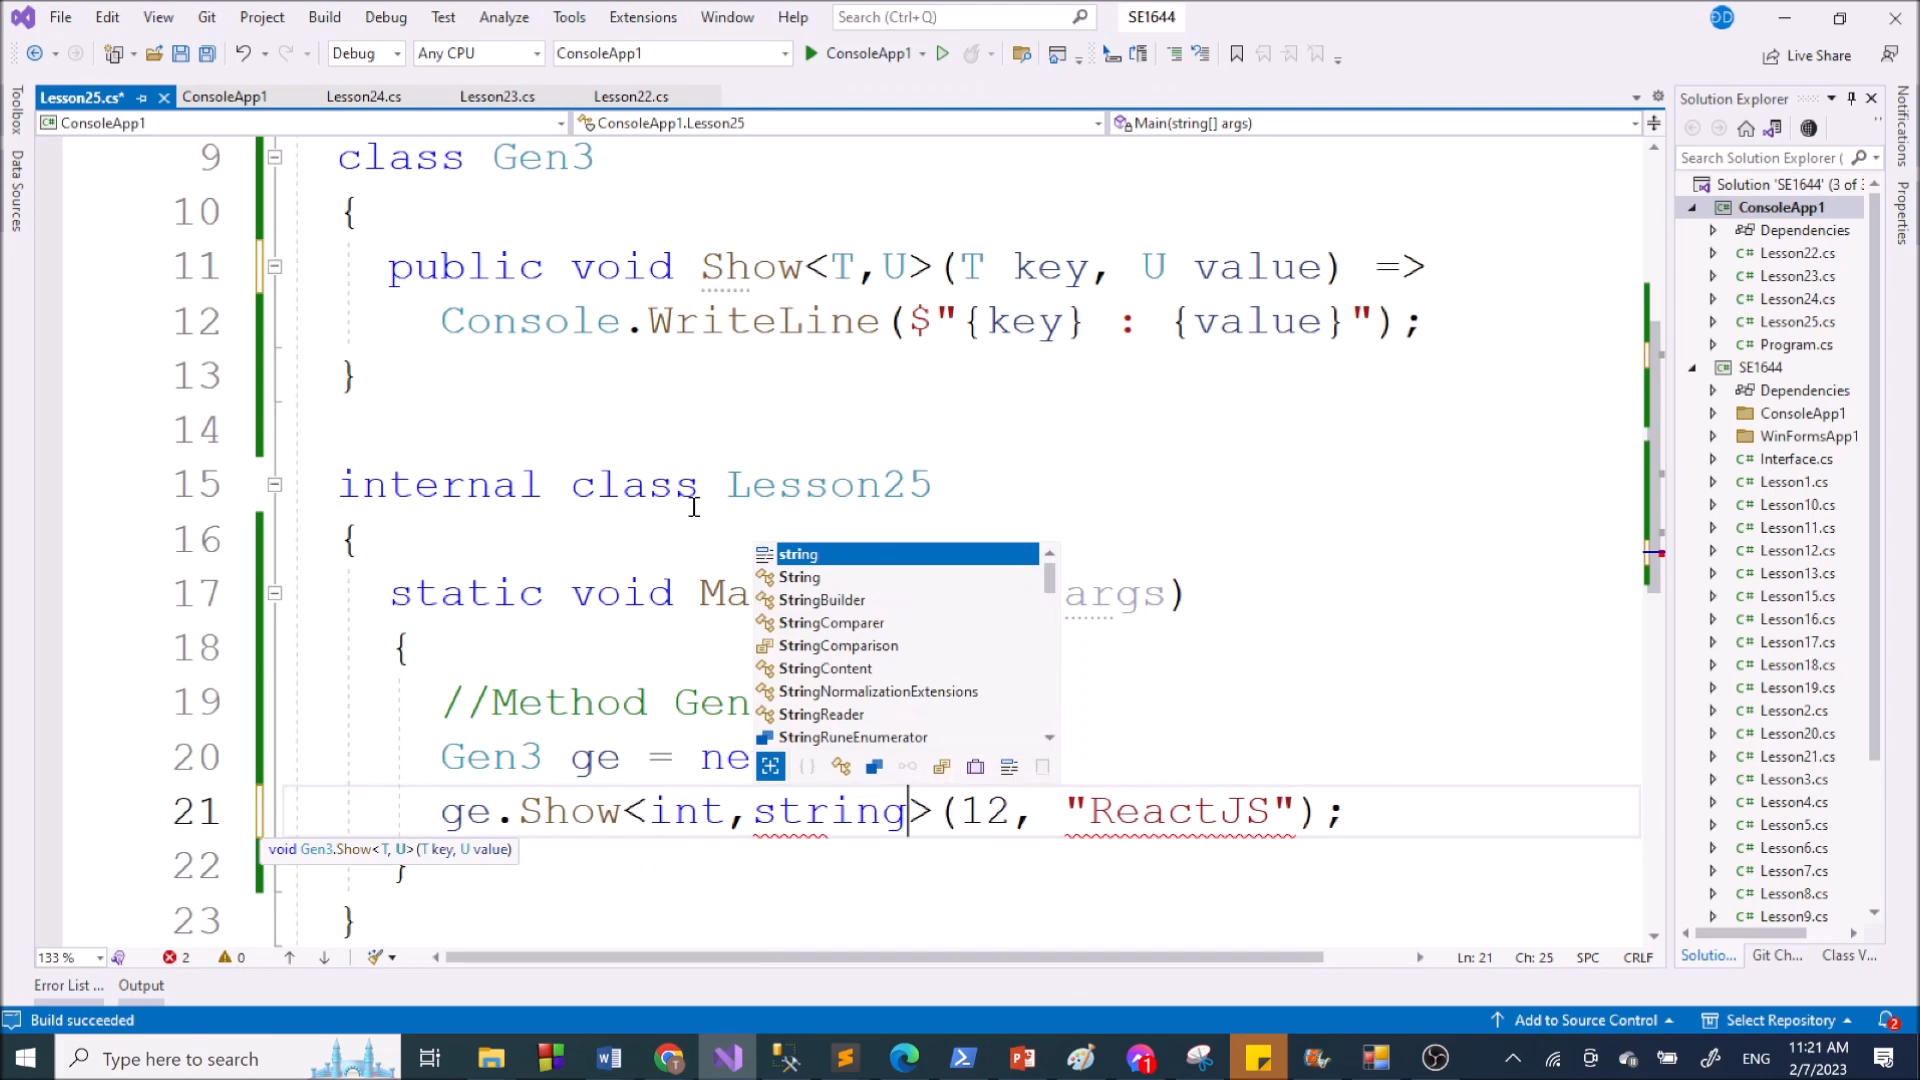 File Edit View Git Project Build Debug Test Analyze Tools Extensions Window Help Search (Ctrl+Q) SE1644
Debug Any CPU ConsoleApp1 ConsoleApp1 Live Share
Lesson25.cs* ConsoleApp1 Lesson24.cs Lesson23.cs Lesson22.cs
ConsoleApp1 ConsoleApp1.Lesson25 Main(string[] args)
Toolbox
Data Sources
9 class Gen3
10 {
11 public void Show<T,U>(T key, U value) =>
12 Console.WriteLine($"{key} : {value}");
13 }
14
15 internal class Lesson25
16 {
17 static void Ma args)
18 {
19 //Method Gen
20 Gen3 ge = ne
21 ge.Show<int,string>(12, "ReactJS");
22 }
23 }
string
String
StringBuilder
StringComparer
StringComparison
StringContent
StringNormalizationExtensions
StringReader
StringRuneEnumerator
void Gen3.Show<T, U>(T key, U value)
133 % 2 0 Ln: 21 Ch: 25 SPC CRLF
Error List ... Output
Solution Explorer
Search Solution Explorer (
Solution 'SE1644' (3 of
ConsoleApp1
Dependencies
C# Lesson22.cs
C# Lesson23.cs
C# Lesson24.cs
C# Lesson25.cs
C# Program.cs
SE1644
Dependencies
ConsoleApp1
WinFormsApp1
C# Interface.cs
C# Lesson1.cs
C# Lesson10.cs
C# Lesson11.cs
C# Lesson12.cs
C# Lesson13.cs
C# Lesson15.cs
C# Lesson16.cs
C# Lesson17.cs
C# Lesson18.cs
C# Lesson19.cs
C# Lesson2.cs
C# Lesson20.cs
C# Lesson21.cs
C# Lesson3.cs
C# Lesson4.cs
C# Lesson5.cs
C# Lesson6.cs
C# Lesson7.cs
C# Lesson8.cs
C# Lesson9.cs
Solutio... Git Ch... Class V...
Notifications
Properties
Build succeeded Add to Source Control Select Repository 2
Type here to search ENG 11:21 AM
2/7/2023